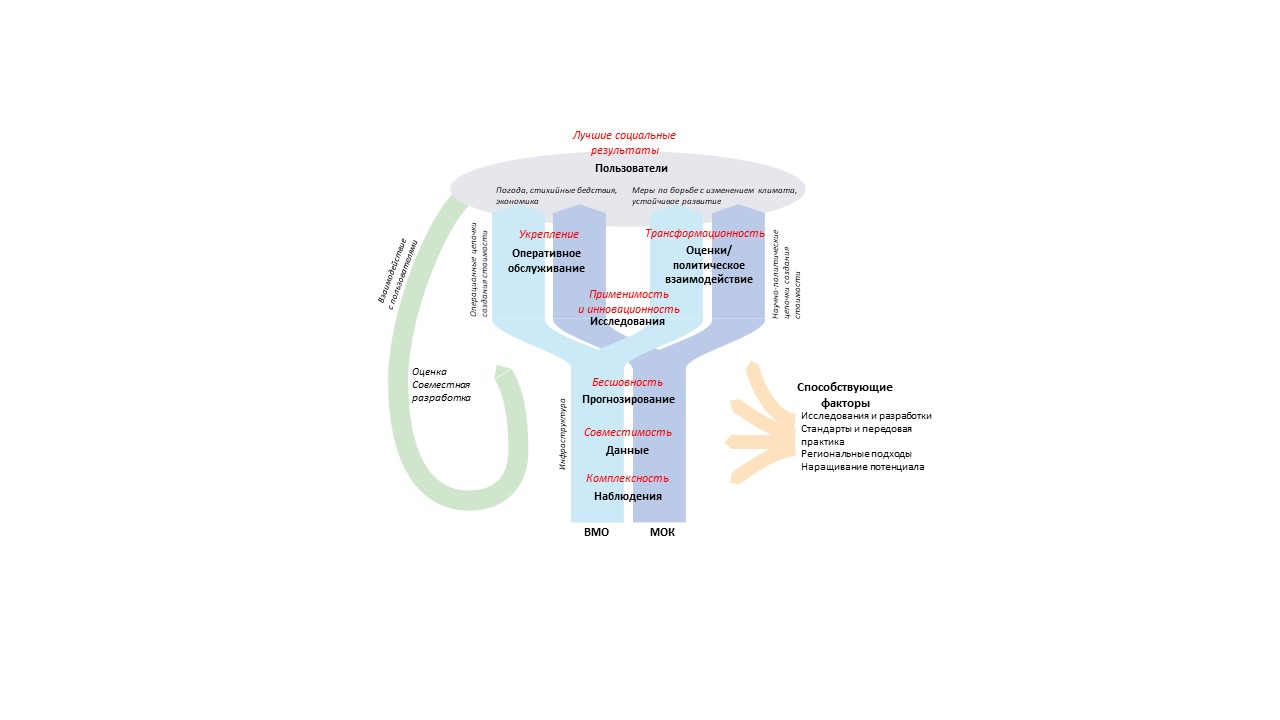 Лучшие социальные
результаты
Пользователи
Погода, стихийные бедствия,
экономика
Меры по борьбе с изменением климата,
устойчивое развитие
Укрепление
Оперативное
обслуживание
Трансформационность
Оценки/
политическое
взаимодействие
Применимость
и инновационность
Исследования
Операционные цепочки
создания стоимости
Научно-политические
цепочки создания
стоимости
Взаимодействие
с пользователями
Оценка
Совместная
разработка
Инфраструктура
Бесшовность
Прогнозирование
Совместимость
Данные
Комплексность
Наблюдения
ВМО
МОК
Способствующие
факторы
Исследования и разработки
Стандарты и передовая
практика
Региональные подходы
Наращивание потенциала